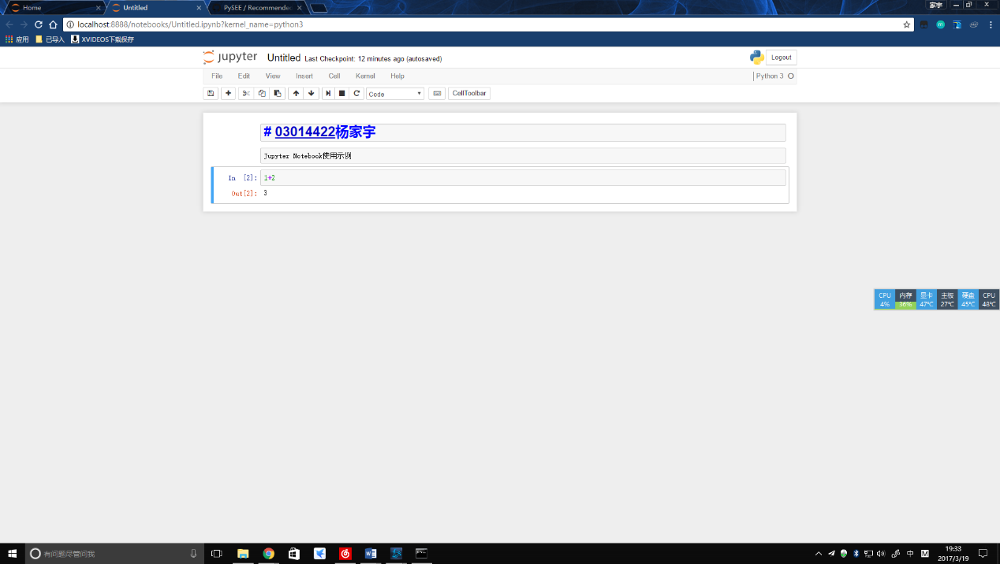 Home
Untitled
PySEE / Recommended
家宇
localhost:8888/notebooks/Untitled.ipynb?kernel_name=python3
应用 已导入 XVIDEOS下载保存
jupyter Untitled Last Checkpoint: 12 minutes ago (autosaved)
Logout
File Edit View Insert Cell Kernel Help
Python 3
Code CellToolbar
# 03014422杨家宇
Jupyter Notebook使用示例
In [2]: 1+2
Out[2]: 3
CPU 内存 显卡 主版 硬盘 CPU
4% 36% 47℃ 27℃ 45℃ 48℃
有问题尽管问我
中 M
19:33
2017/3/19